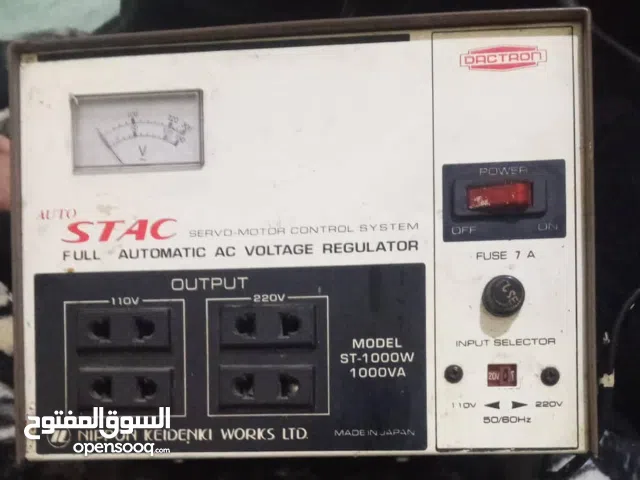 DACTRON
100
V
AUTO
STAC
SERVO-MOTOR CONTROL SYSTEM
FULL AUTOMATIC AC VOLTAGE REGULATOR
POWER
OFF ON
FUSE 7 A
OUTPUT
110V 220V
MODEL
ST-1000W
1000VA
INPUT SELECTOR
110V 220V
50/60Hz
NIPPON KEIDENKI WORKS LTD.
MADE IN JAPAN
السوق المفتوح
opensooq.com